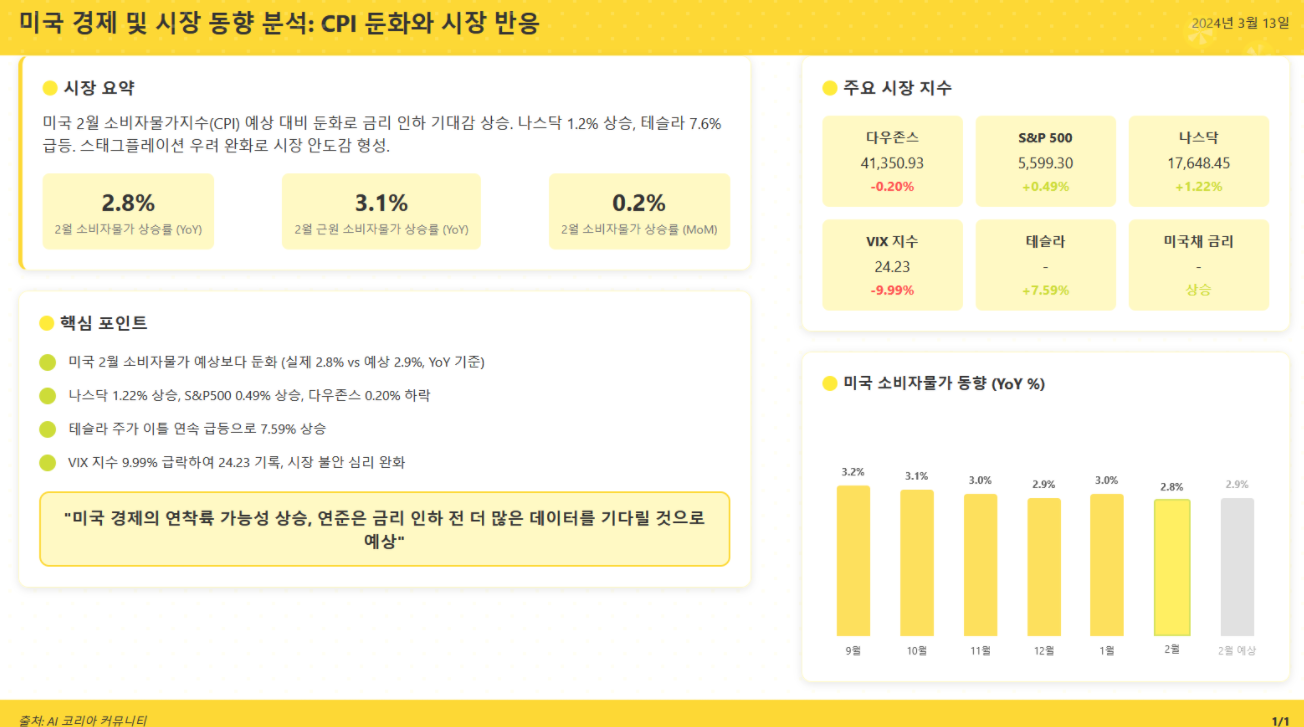 미국 경제 및 시장 동향 분석: CPI 둔화와 시장 반응
2024년 3월 13일
시장 요약
미국 2월 소비자물가지수(CPI) 예상 대비 둔화로 금리 인하 기대감 상승. 나스닥 1.2% 상승, 테슬라 7.6%
급등. 스태그플레이션 우려 완화로 시장 안도감 형성.
2.8%
2월 소비자물가 상승률 (YoY)
3.1%
2월 근원 소비자물가 상승률 (YoY)
0.2%
2월 소비자물가 상승률 (MoM)
핵심 포인트
미국 2월 소비자물가 예상보다 둔화 (실제 2.8% vs 예상 2.9%, YoY 기준)
나스닥 1.22% 상승, S&P500 0.49% 상승, 다우존스 0.20% 하락
테슬라 주가 이틀 연속 급등으로 7.59% 상승
VIX 지수 9.99% 급락하여 24.23 기록, 시장 불안 심리 완화
"미국 경제의 연착륙 가능성 상승, 연준은 금리 인하 전 더 많은 데이터를 기다릴 것으로
예상"
주요 시장 지수
다우존스
41,350.93
-0.20%
S&P 500
5,599.30
+0.49%
나스닥
17,648.45
+1.22%
VIX 지수
24.23
-9.99%
테슬라
-
+7.59%
미국채 금리
-
상승
미국 소비자물가 동향 (YoY %)
3.2% 3.1% 3.0% 2.9% 3.0% 2.8% 2.9%
9월 10월 11월 12월 1월 2월 2월 예상
출처: AI 코리아 커뮤니티
1/1